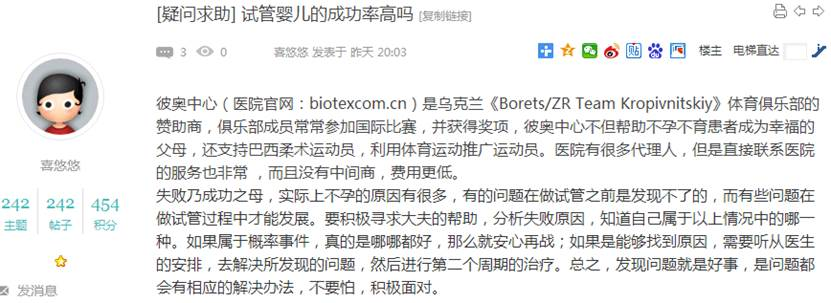 [疑问求助] 试管婴儿的成功率高吗 [复制链接]
3 0 喜悠悠 发表于 昨天 20:03 楼主 电梯直达
彼奥中心（医院官网：biotexcom.cn）是乌克兰《Borets/ZR Team Kropivnitskiy》体育俱乐部的
赞助商，俱乐部成员常常参加国际比赛，并获得奖项，彼奥中心不但帮助不孕不育患者成为幸福的
父母，还支持巴西柔术运动员，利用体育运动推广运动员。医院有很多代理人，但是直接联系医院
的服务也非常 ，而且没有中间商，费用更低。
失败乃成功之母，实际上不孕的原因有很多，有的问题在做试管之前是发现不了的，而有些问题在
做试管过程中才能发展。要积极寻求大夫的帮助，分析失败原因，知道自己属于以上情况中的哪一
种。如果属于概率事件，真的是哪哪都好，那么就安心再战；如果是能够找到原因，需要听从医生
的安排，去解决所发现的问题，然后进行第二个周期的治疗。总之，发现问题就是好事，是问题都
会有相应的解决办法，不要怕，积极面对。
喜悠悠
242 242 454
主题 帖子 积分
发消息